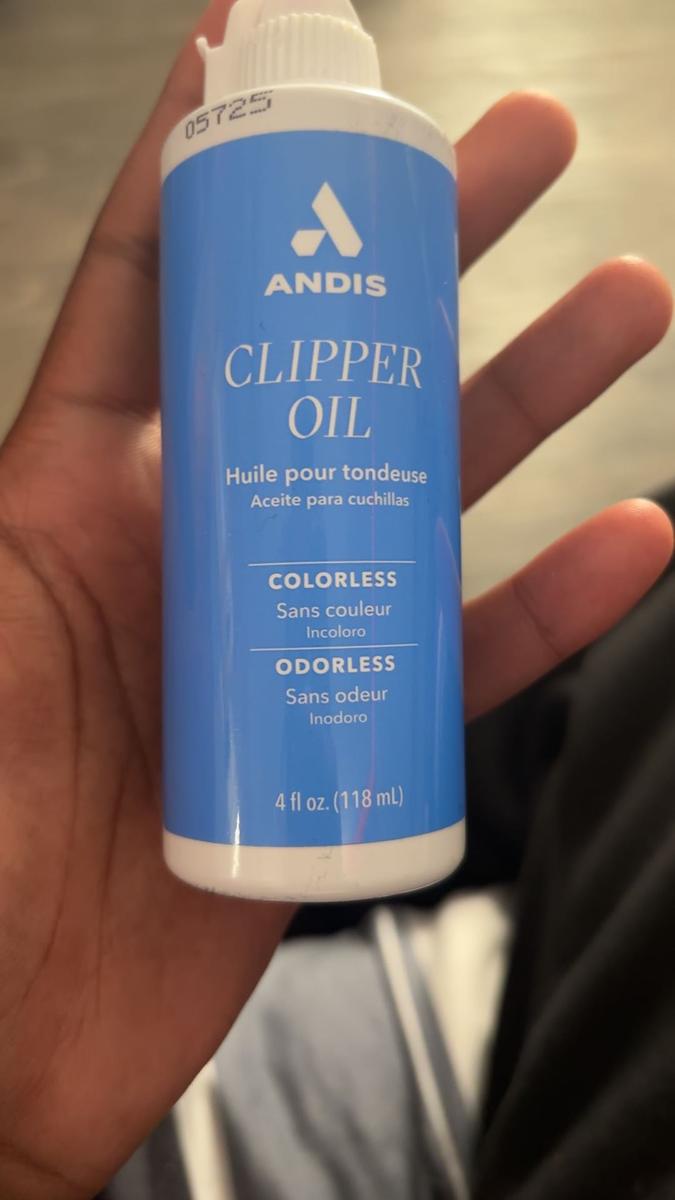 05725
ANDIS
CLIPPER
OIL
Huile pour tondeuse
Aceite para cuchillas
COLORLESS
Sans couleur
Incoloro
ODORLESS
Sans odeur
Inodoro
4 fl oz. (118 mL)